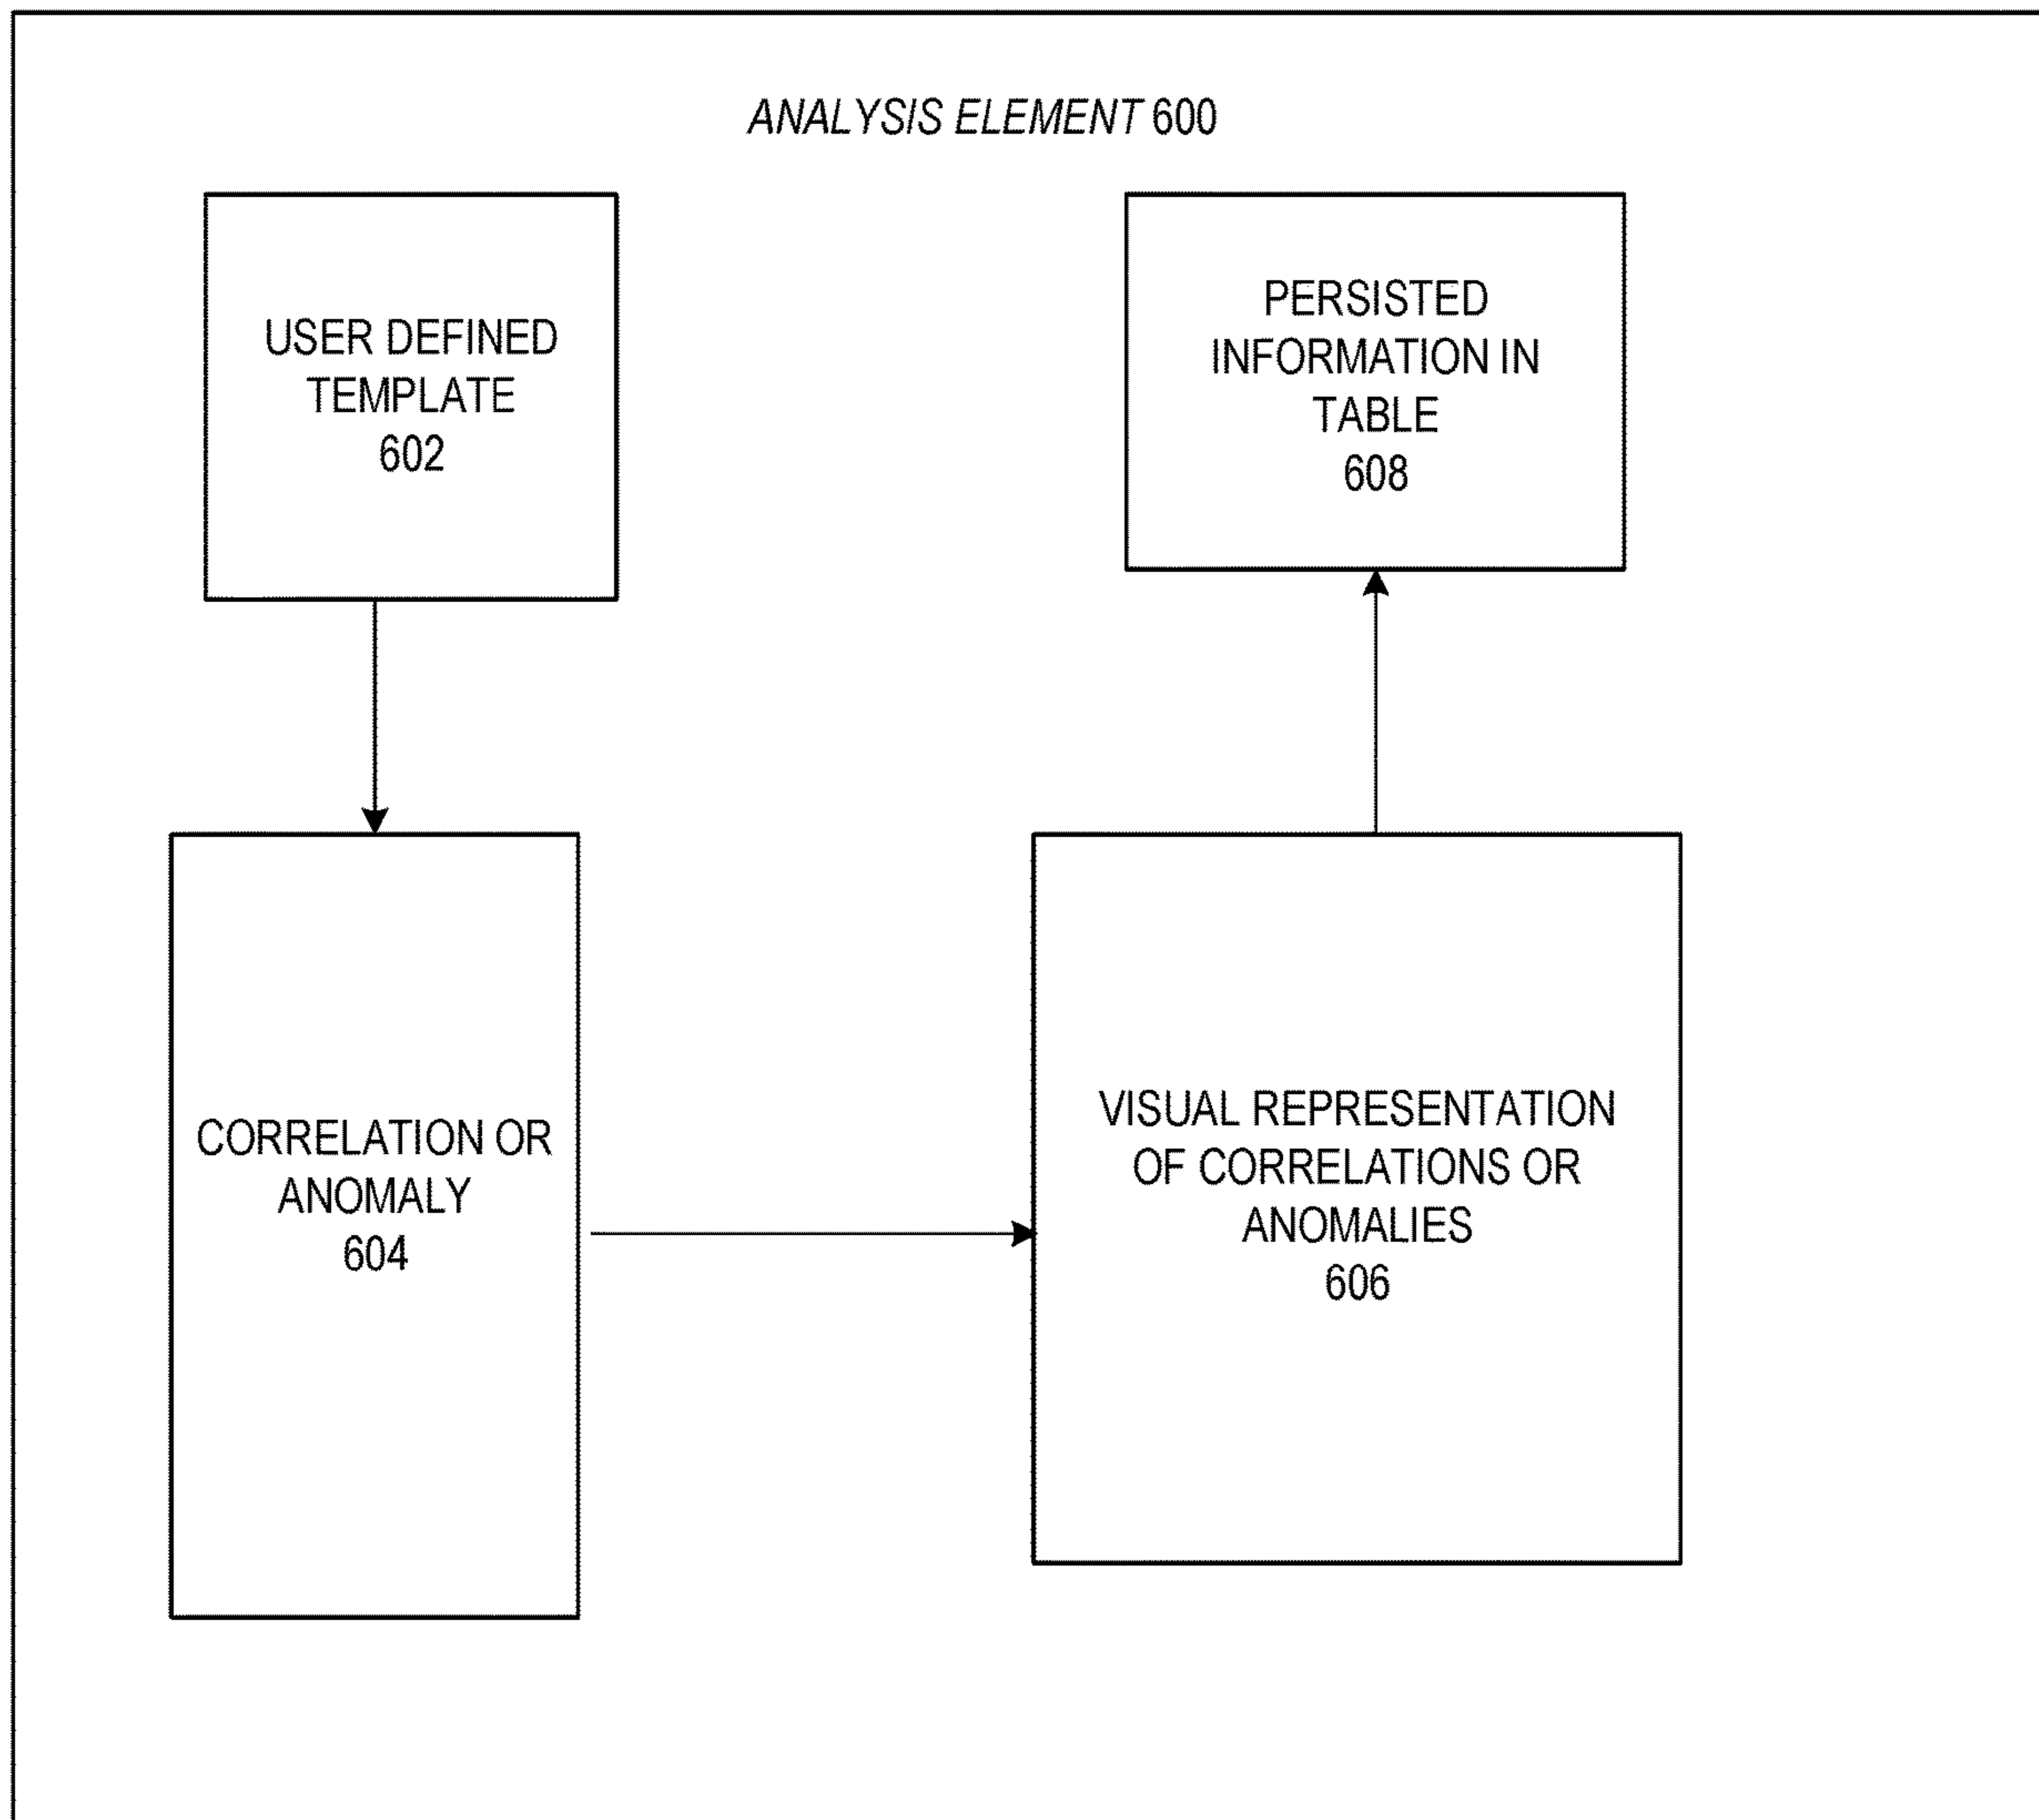 ANALYSIS ELEMENT 600
USER DEFINED
TEMPLATE
602
PERSISTED
INFORMATION IN
TABLE
608
CORRELATION OR
ANOMALY
604
VISUAL REPRESENTATION
OF CORRELATIONS OR
ANOMALIES
606